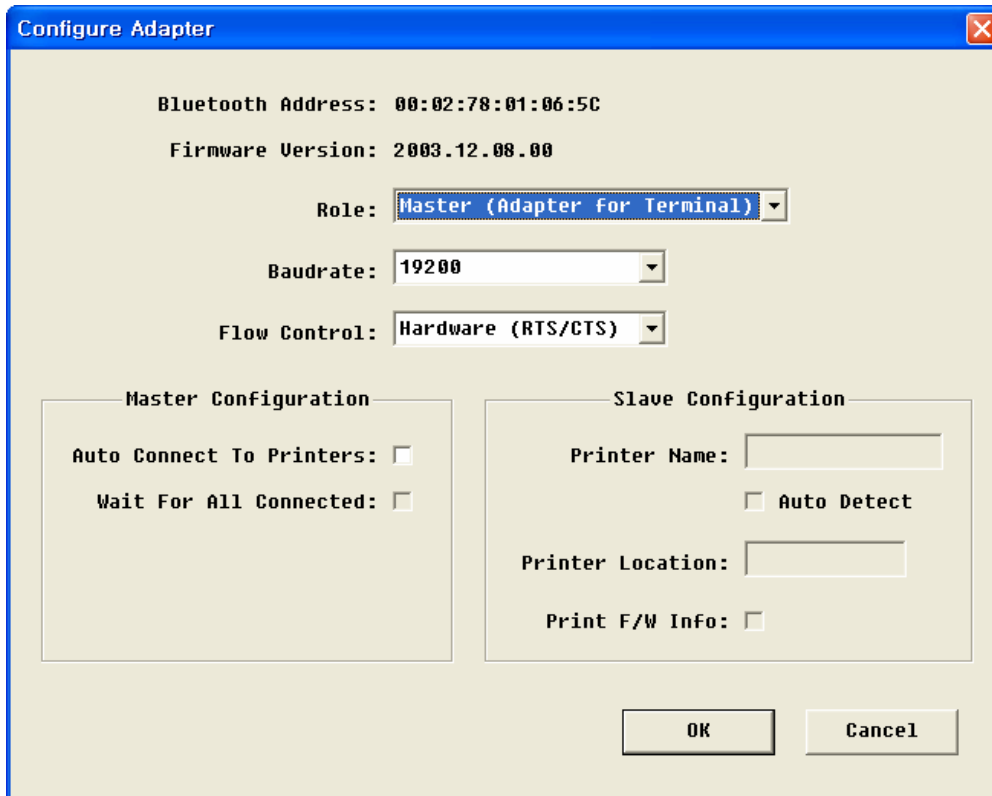 Configure Adapter
Bluetooth Address: 00:02:78:01:06:5C
Firmware Version: 2003.12.08.00
Role: Master (Adapter for Terminal)
Baudrate: 19200
Flow Control: Hardware (RTS/CTS)
Master Configuration
Auto Connect To Printers:
Wait For All Connected:
Slave Configuration
Printer Name:
Auto Detect
Printer Location:
Print F/W Info:
OK
Cancel